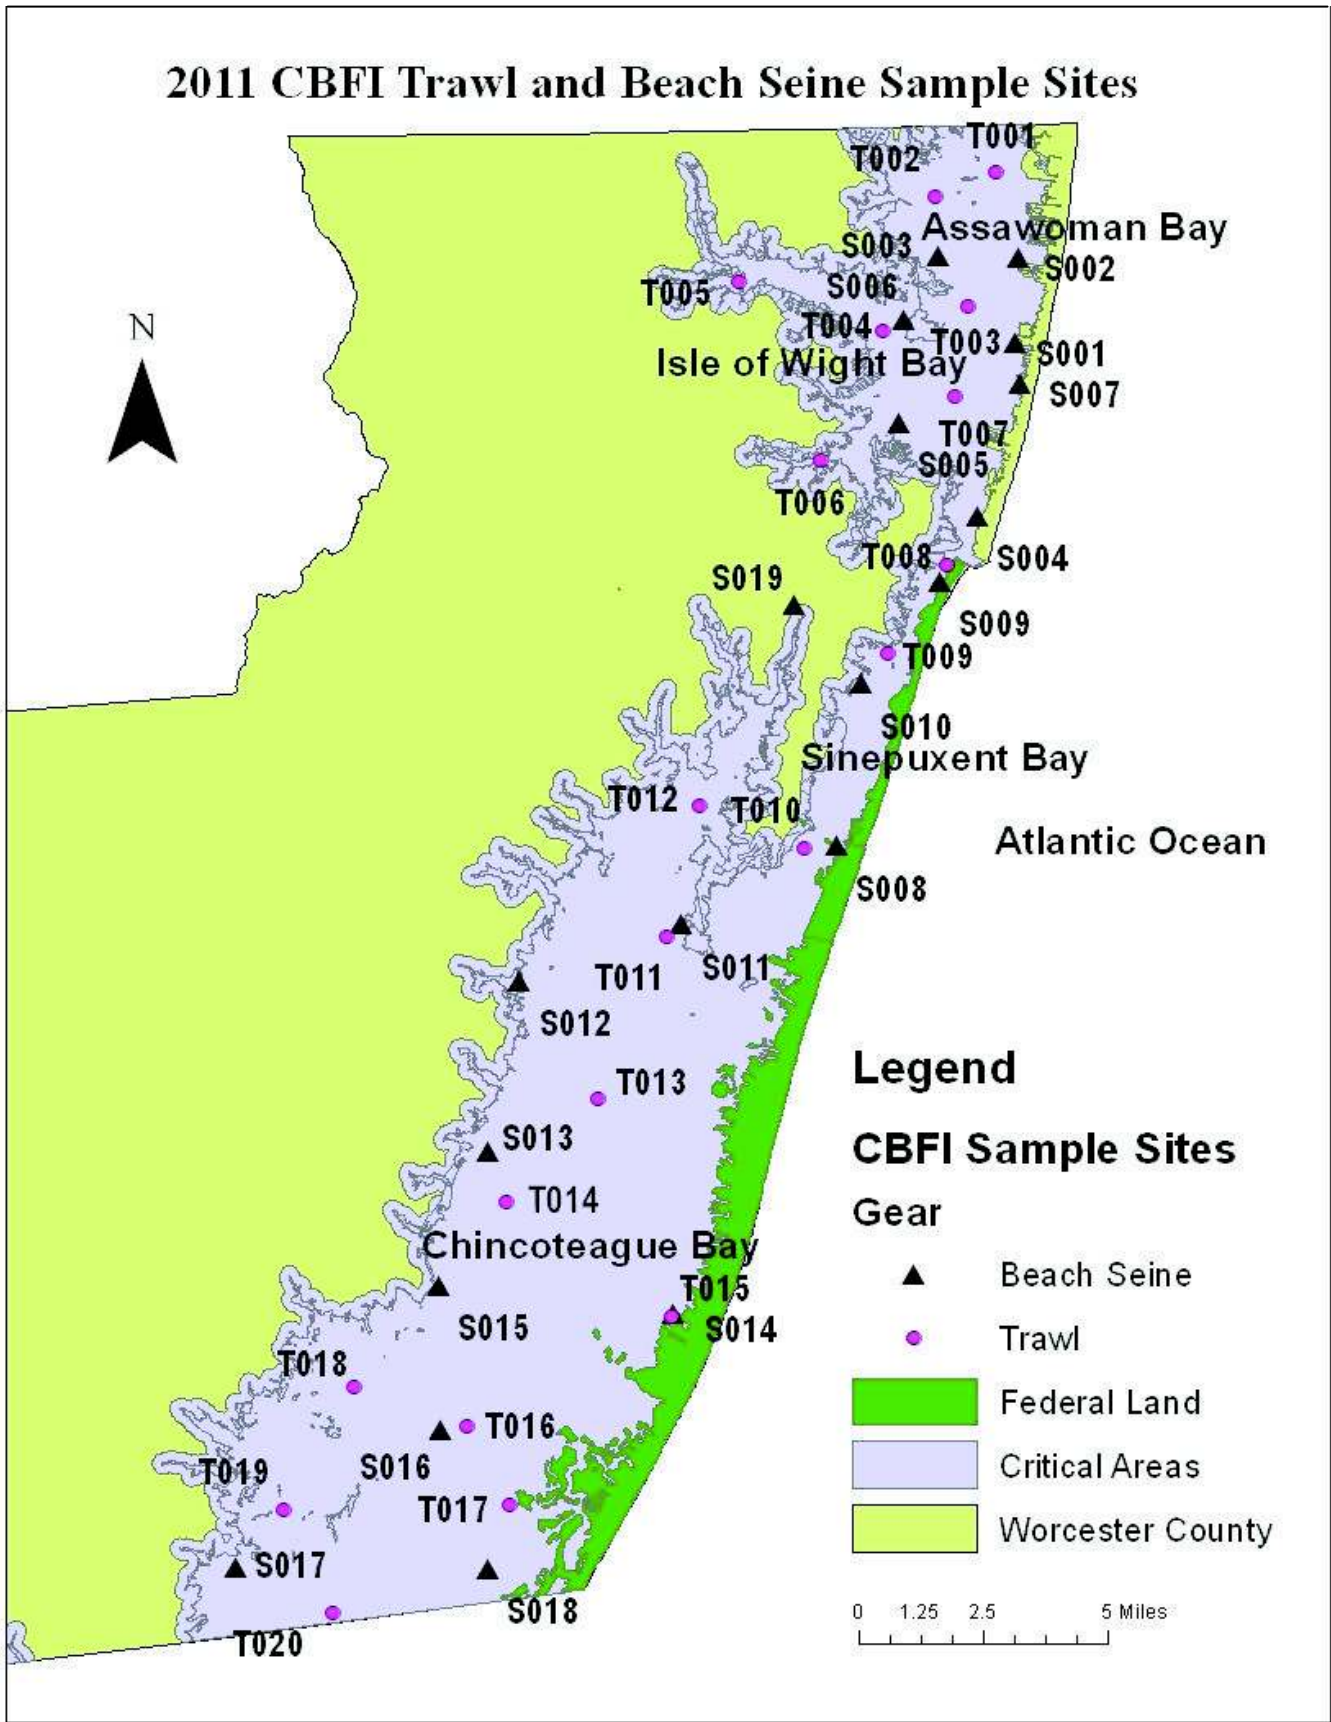 2011 CBFI Trawl and Beach Seine Sample Sites
T001
T002
Assawoman Bay
S003
S002
S006
T005
T004
T003
S001
Isle of Wight Bay
S007
T007
S005
T006
T008
S004
S019
S009
T009
S010
Sinepuxent Bay
T012
T010
Atlantic Ocean
S008
T011
S011
S012
T013
S013
T014
Chincoteague Bay
T015
S014
S015
T018
T016
S016
T019
T017
S017
S018
T020
N
Legend
CBFI Sample Sites
Gear
Beach Seine
Trawl
Federal Land
Critical Areas
Worcester County
0 1.25 2.5 5 Miles